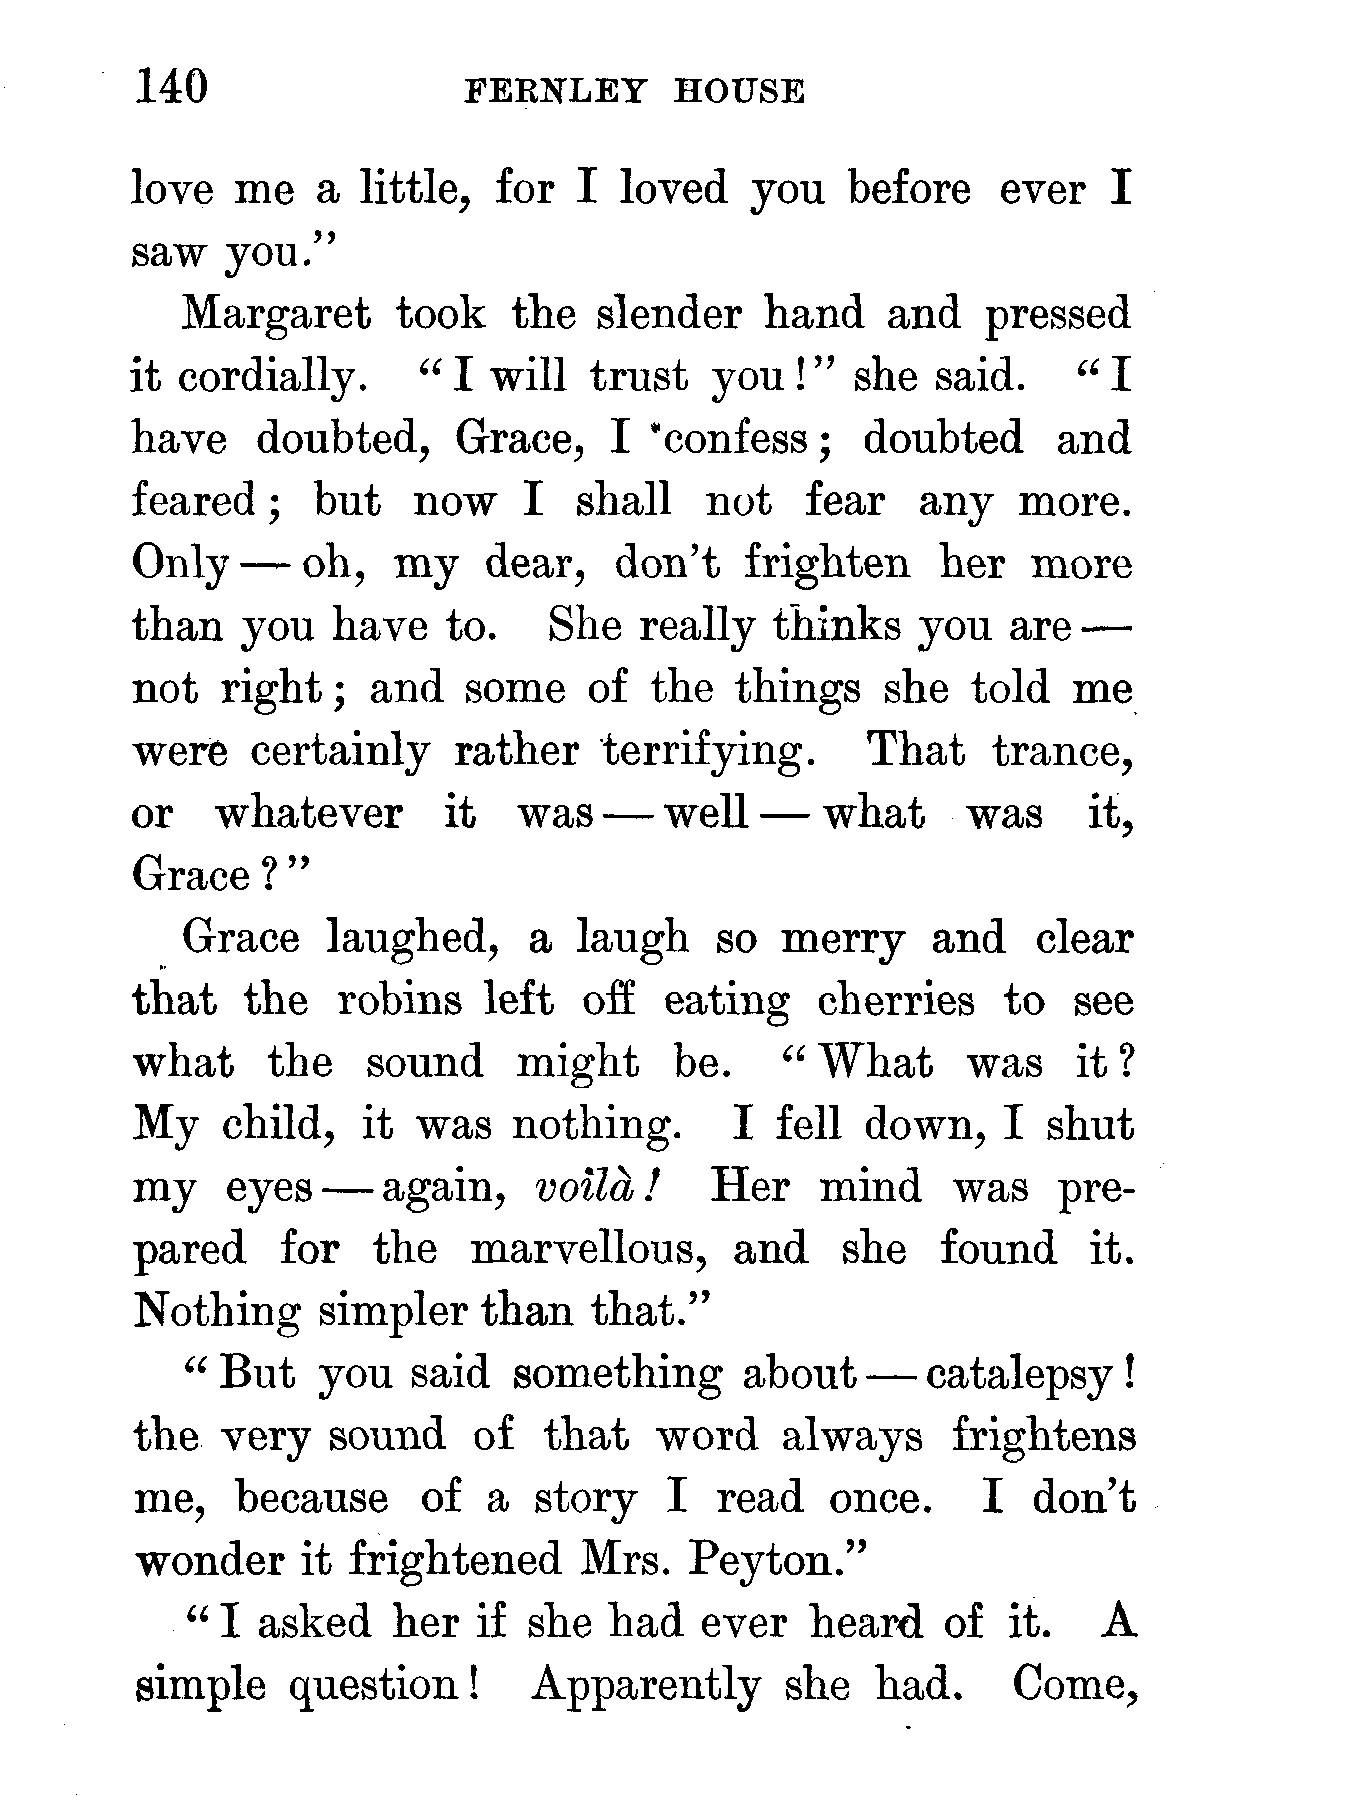 140 FERNLEY HOUSE
love me a little, for I loved you before ever I
saw you."
Margaret took the slender hand and pressed
it cordially. "I will trust you!" she said. "I
have doubted, Grace, I confess; doubted and
feared; but now I shall not fear any more.
Only — oh, my dear, don't frighten her more
than you have to. She really thinks you are —
not right; and some of the things she told me
were certainly rather terrifying. That trance,
or whatever it was — well — what was it,
Grace?"
Grace laughed, a laugh so merry and clear
that the robins left off eating cherries to see
what the sound might be. "What was it?
My child, it was nothing. I fell down, I shut
my eyes — again, voilà! Her mind was pre-
pared for the marvellous, and she found it.
Nothing simpler than that."
"But you said something about — catalepsy!
the very sound of that word always frightens
me, because of a story I read once. I don't
wonder it frightened Mrs. Peyton."
"I asked her if she had ever heard of it. A
simple question! Apparently she had. Come,